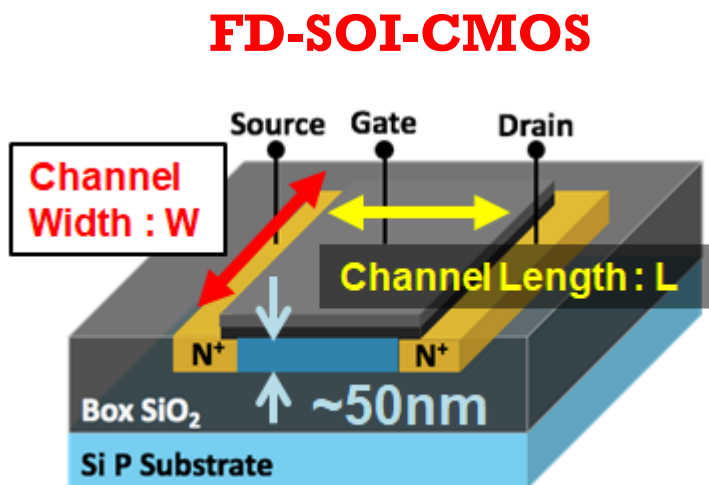 FD-SOI-CMOS
Source Gate Drain
Channel
Width : W
Channel Length : L
N⁺ N⁺
~50nm
Box SiO₂
Si P Substrate